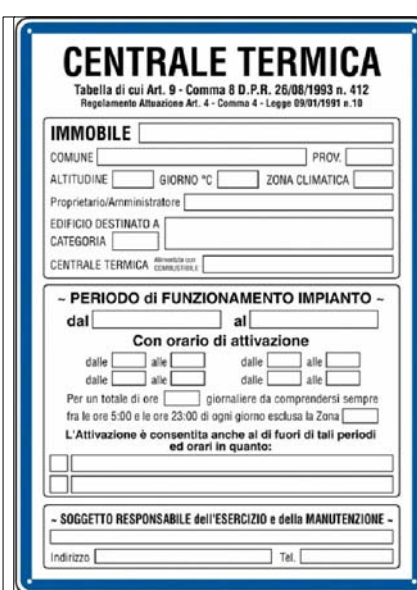 CENTRALE TERMICA
Tabella di cui Art. 9 - Comma 8 D.P.R. 26/08/1993 n. 412
Regolamento Attuazione Art. 4 - Comma 4 - Legge 09/01/1991 n.10
IMMOBILE
COMUNE PROV.
ALTITUDINE GIORNO °C ZONA CLIMATICA
Proprietario/Amministratore
EDIFICIO DESTINATO A
CATEGORIA
CENTRALE TERMICA Alimentata con COMBUSTIBILE
~ PERIODO di FUNZIONAMENTO IMPIANTO ~
dal al
Con orario di attivazione
dalle alle dalle alle
dalle alle dalle alle
Per un totale di ore giornaliere da comprendersi sempre
fra le ore 5:00 e le ore 23:00 di ogni giorno esclusa la Zona
L'Attivazione è consentita anche al di fuori di tali periodi
ed orari in quanto:
~ SOGGETTO RESPONSABILE dell'ESERCIZIO e della MANUTENZIONE ~
Indirizzo Tel.